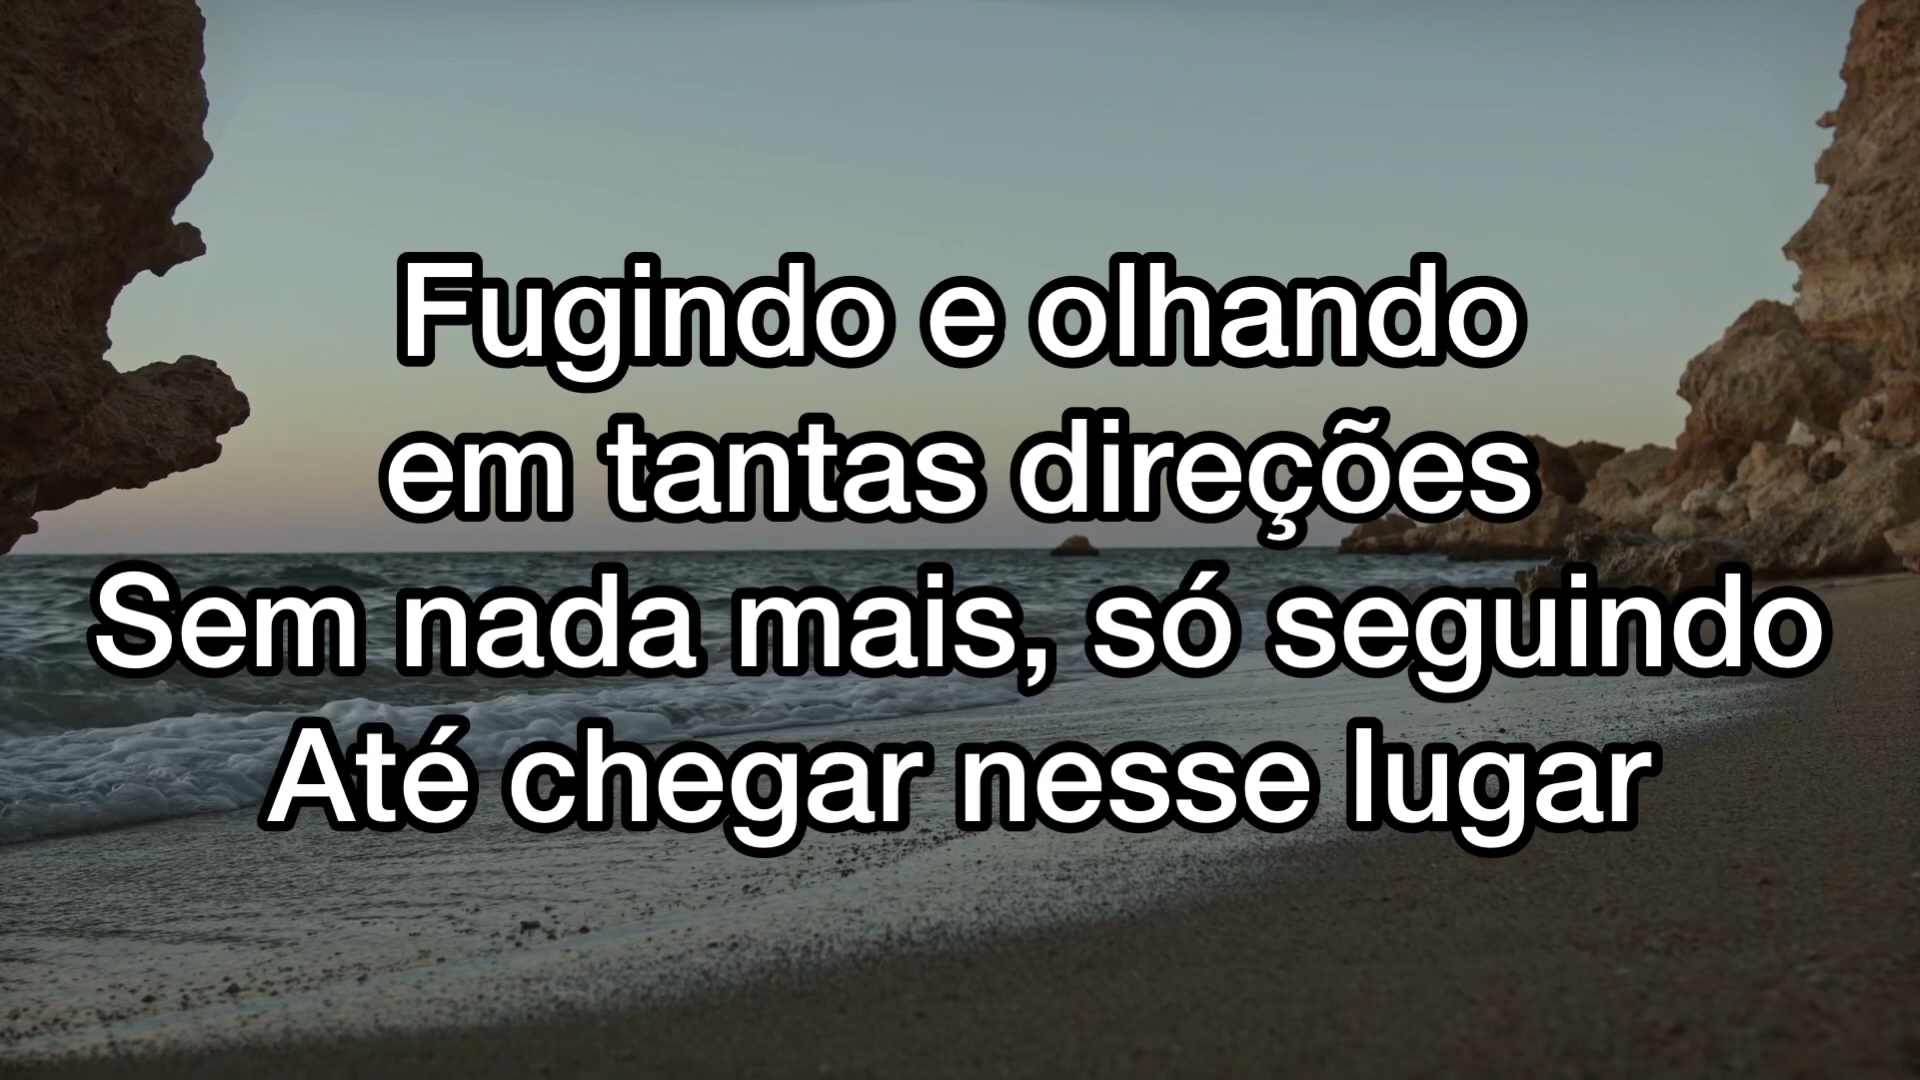 Fugindo e olhando
em tantas direções
Sem nada mais, só seguindo
Até chegar nesse lugar